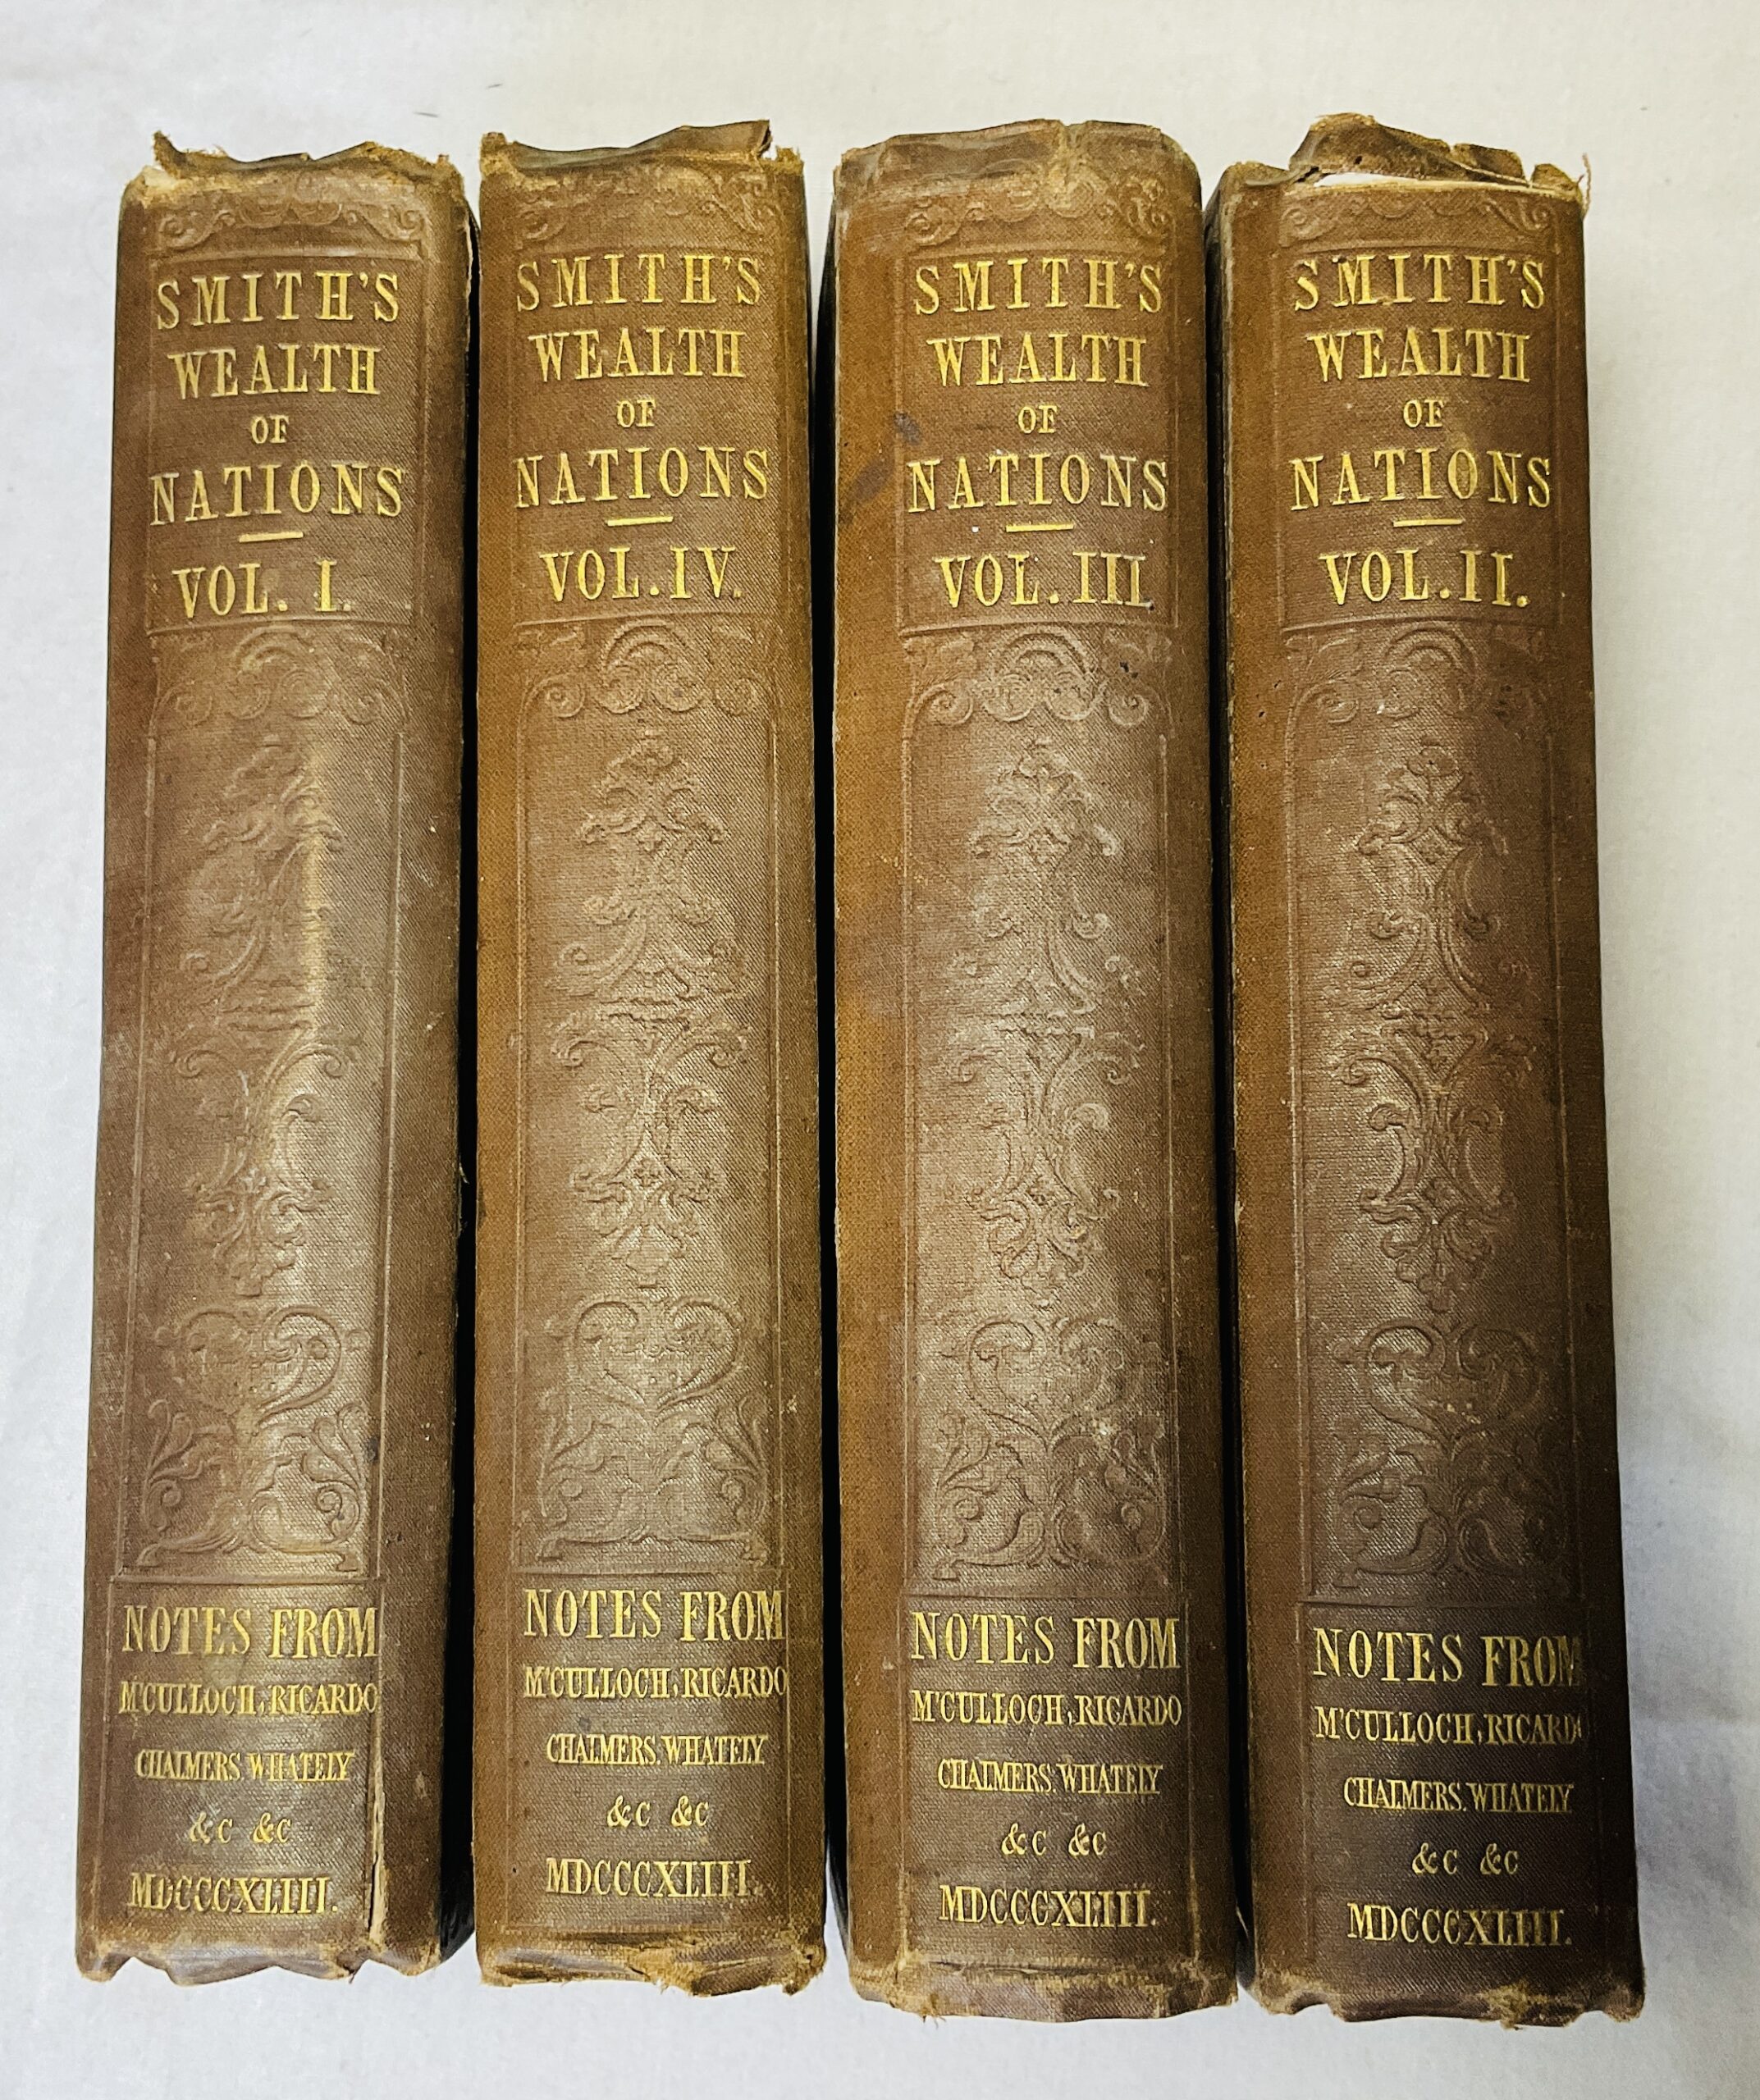 SMITH'S
WEALTH
OF
NATIONS
VOL. I.
NOTES FROM
M'CULLOCH, RICARDO
CHALMERS. WHATELY
&C &C
MDCCCXLIII.
SMITH'S
WEALTH
OF
NATIONS
VOL. IV.
NOTES FROM
M'CULLOCH, RICARDO
CHALMERS. WHATELY
&C &C
MDCCCXLIII.
SMITH'S
WEALTH
OF
NATIONS
VOL. III.
NOTES FROM
M'CULLOCH, RICARDO
CHALMERS. WHATELY
&C &C
MDCCCXLIII.
SMITH'S
WEALTH
OF
NATIONS
VOL. II.
NOTES FROM
M'CULLOCH, RICARDO
CHALMERS. WHATELY
&C &C
MDCCCXLIII.